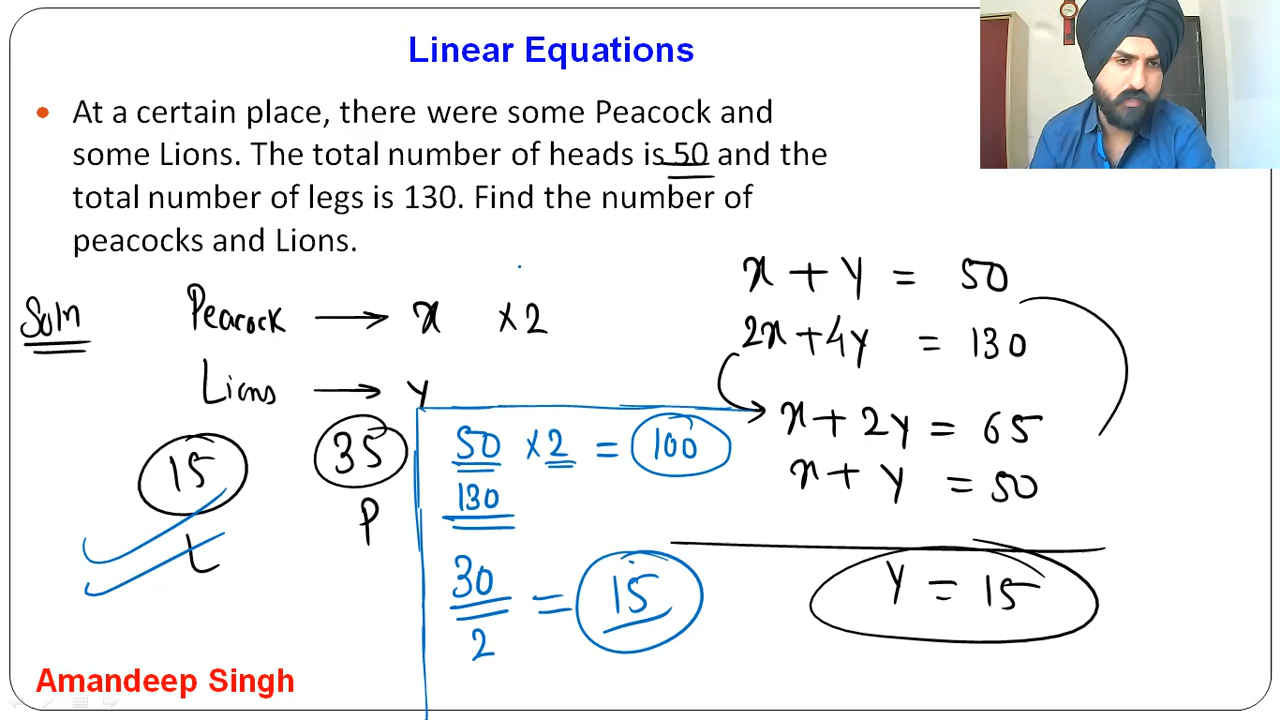 Linear Equations
• At a certain place, there were some Peacock and
some Lions. The total number of heads is 50 and the
total number of legs is 130. Find the number of
peacocks and Lions.
Soln
Peacock → x ×2
Lions → y
15 35
L P
50 × 2 = 100
130
30/2 = 15
x + y = 50
2x + 4y = 130
x + 2y = 65
x + y = 50
y = 15
Amandeep Singh